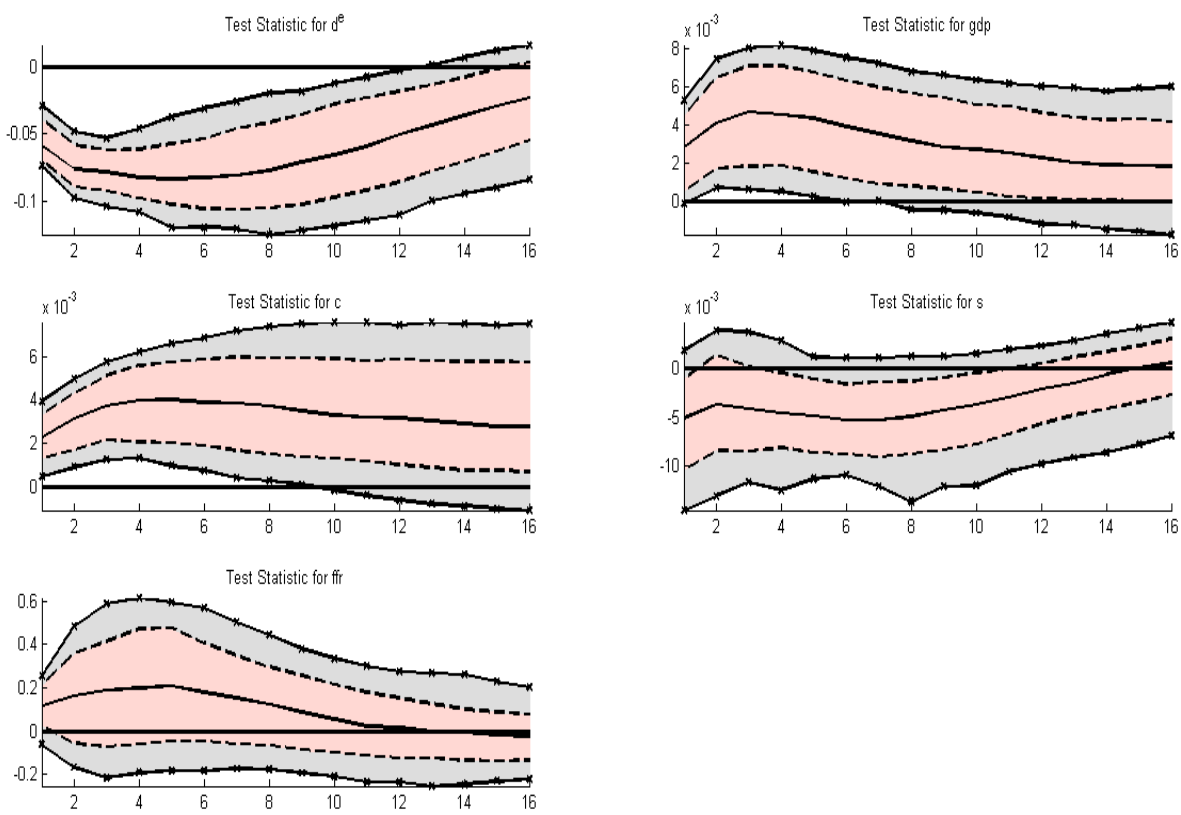 Test Statistic for dᵉ
0
-0.05
-0.1
2 4 6 8 10 12 14 16
Test Statistic for gdp
x 10⁻³
8
6
4
2
0
2 4 6 8 10 12 14 16
Test Statistic for c
x 10⁻³
6
4
2
0
2 4 6 8 10 12 14 16
Test Statistic for s
x 10⁻³
0
-5
-10
2 4 6 8 10 12 14 16
Test Statistic for ffr
0.6
0.4
0.2
0
-0.2
2 4 6 8 10 12 14 16